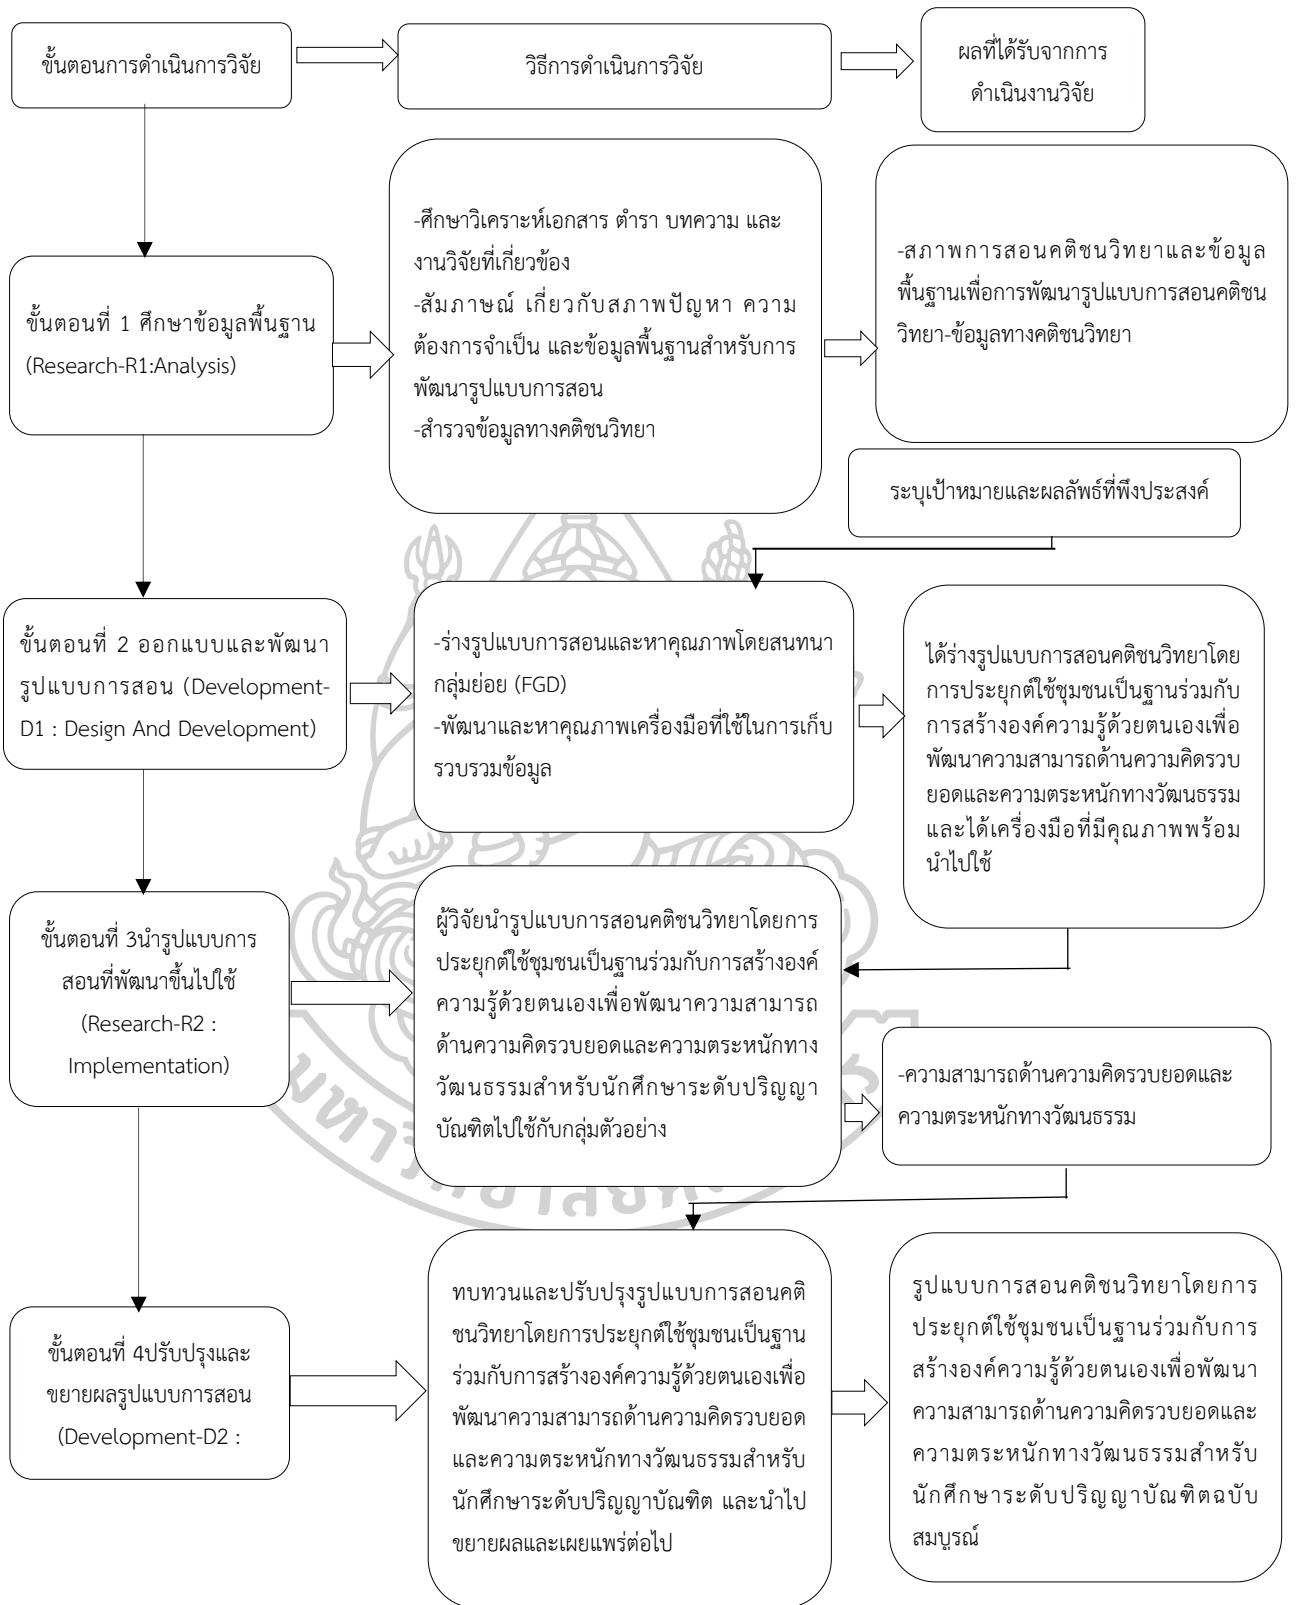 ขั้นตอนการดำเนินการวิจัย
วิธีการดำเนินการวิจัย
ผลที่ได้รับจากการ
ดำเนินงานวิจัย
ขั้นตอนที่ 1 ศึกษาข้อมูลพื้นฐาน
(Research-R1:Analysis)
-ศึกษาวิเคราะห์เอกสาร ตำรา บทความ และ
งานวิจัยที่เกี่ยวข้อง
-สัมภาษณ์ เกี่ยวกับสภาพปัญหา ความ
ต้องการจำเป็น และข้อมูลพื้นฐานสำหรับการ
พัฒนารูปแบบการสอน
-สำรวจข้อมูลทางคติชนวิทยา
-สภาพการสอนคติชนวิทยาและข้อมูล
พื้นฐานเพื่อการพัฒนารูปแบบการสอนคติชน
วิทยา-ข้อมูลทางคติชนวิทยา
ระบุเป้าหมายและผลลัพธ์ที่พึงประสงค์
ขั้นตอนที่ 2 ออกแบบและพัฒนา
รูปแบบการสอน (Development-
D1 : Design And Development)
-ร่างรูปแบบการสอนและหาคุณภาพโดยสนทนา
กลุ่มย่อย (FGD)
-พัฒนาและหาคุณภาพเครื่องมือที่ใช้ในการเก็บ
รวบรวมข้อมูล
ได้ร่างรูปแบบการสอนคติชนวิทยาโดย
การประยุกต์ใช้ชุมชนเป็นฐานร่วมกับ
การสร้างองค์ความรู้ด้วยตนเองเพื่อ
พัฒนาความสามารถด้านความคิดรวบ
ยอดและความตระหนักทางวัฒนธรรม
และได้เครื่องมือที่มีคุณภาพพร้อม
นำไปใช้
ขั้นตอนที่ 3นำรูปแบบการ
สอนที่พัฒนาขึ้นไปใช้
(Research-R2 :
Implementation)
ผู้วิจัยนำรูปแบบการสอนคติชนวิทยาโดยการ
ประยุกต์ใช้ชุมชนเป็นฐานร่วมกับการสร้างองค์
ความรู้ด้วยตนเองเพื่อพัฒนาความสามารถ
ด้านความคิดรวบยอดและความตระหนักทาง
วัฒนธรรมสำหรับนักศึกษาระดับปริญญา
บัณฑิตไปใช้กับกลุ่มตัวอย่าง
-ความสามารถด้านความคิดรวบยอดและ
ความตระหนักทางวัฒนธรรม
ขั้นตอนที่ 4ปรับปรุงและ
ขยายผลรูปแบบการสอน
(Development-D2 :
ทบทวนและปรับปรุงรูปแบบการสอนคติ
ชนวิทยาโดยการประยุกต์ใช้ชุมชนเป็นฐาน
ร่วมกับการสร้างองค์ความรู้ด้วยตนเองเพื่อ
พัฒนาความสามารถด้านความคิดรวบยอด
และความตระหนักทางวัฒนธรรมสำหรับ
นักศึกษาระดับปริญญาบัณฑิต และนำไป
ขยายผลและเผยแพร่ต่อไป
รูปแบบการสอนคติชนวิทยาโดยการ
ประยุกต์ใช้ชุมชนเป็นฐานร่วมกับการ
สร้างองค์ความรู้ด้วยตนเองเพื่อพัฒนา
ความสามารถด้านความคิดรวบยอดและ
ความตระหนักทางวัฒนธรรมสำหรับ
นักศึกษาระดับปริญญาบัณฑิตฉบับ
สมบูรณ์